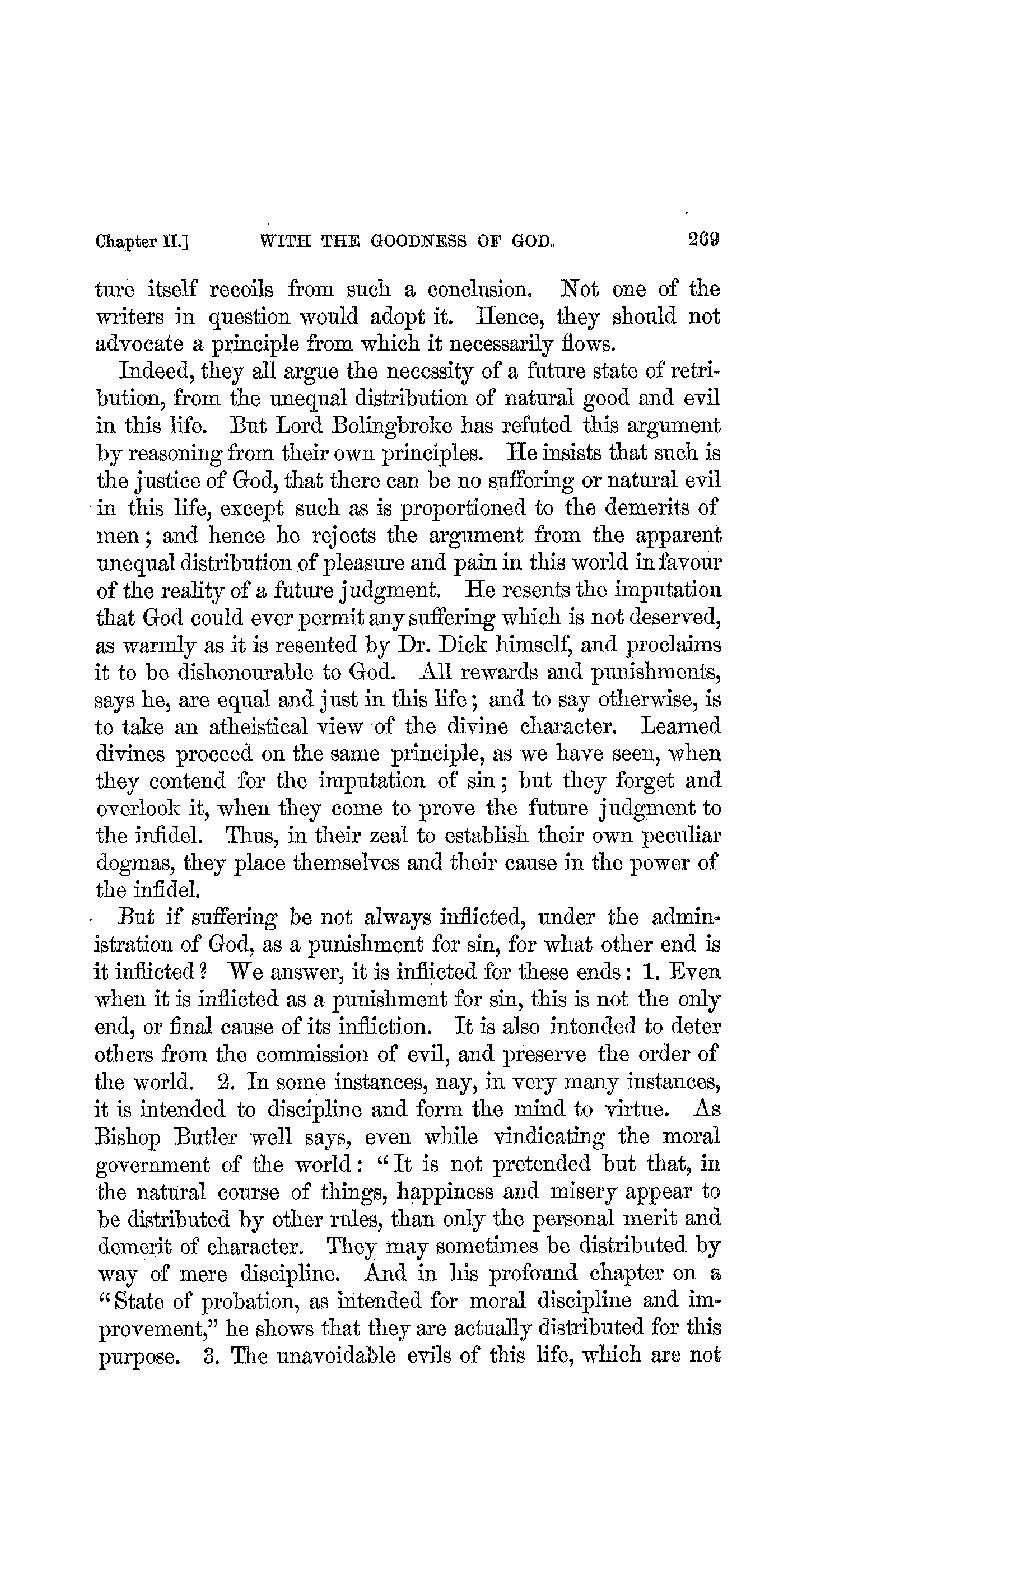 Chapter II.] WITH THE GOODNESS OF GOD. 269
ture itself recoils from such a conclusion. Not one of the
writers in question would adopt it. Hence, they should not
advocate a principle from which it necessarily flows.
Indeed, they all argue the necessity of a future state of retri-
bution, from the unequal distribution of natural good and evil
in this life. But Lord Bolingbroke has refuted this argument
by reasoning from their own principles. He insists that such is
the justice of God, that there can be no suffering or natural evil
in this life, except such as is proportioned to the demerits of
men; and hence he rejects the argument from the apparent
unequal distribution of pleasure and pain in this world in favour
of the reality of a future judgment. He resents the imputation
that God could ever permit any suffering which is not deserved,
as warmly as it is resented by Dr. Dick himself, and proclaims
it to be dishonourable to God. All rewards and punishments,
says he, are equal and just in this life; and to say otherwise, is
to take an atheistical view of the divine character. Learned
divines proceed on the same principle, as we have seen, when
they contend for the imputation of sin; but they forget and
overlook it, when they come to prove the future judgment to
the infidel. Thus, in their zeal to establish their own peculiar
dogmas, they place themselves and their cause in the power of
the infidel.
But if suffering be not always inflicted, under the admin-
istration of God, as a punishment for sin, for what other end is
it inflicted? We answer, it is inflicted for these ends: 1. Even
when it is inflicted as a punishment for sin, this is not the only
end, or final cause of its infliction. It is also intended to deter
others from the commission of evil, and preserve the order of
the world. 2. In some instances, nay, in very many instances,
it is intended to discipline and form the mind to virtue. As
Bishop Butler well says, even while vindicating the moral
government of the world: "It is not pretended but that, in
the natural course of things, happiness and misery appear to
be distributed by other rules, than only the personal merit and
demerit of character. They may sometimes be distributed by
way of mere discipline. And in his profound chapter on a
"State of probation, as intended for moral discipline and im-
provement," he shows that they are actually distributed for this
purpose. 3. The unavoidable evils of this life, which are not